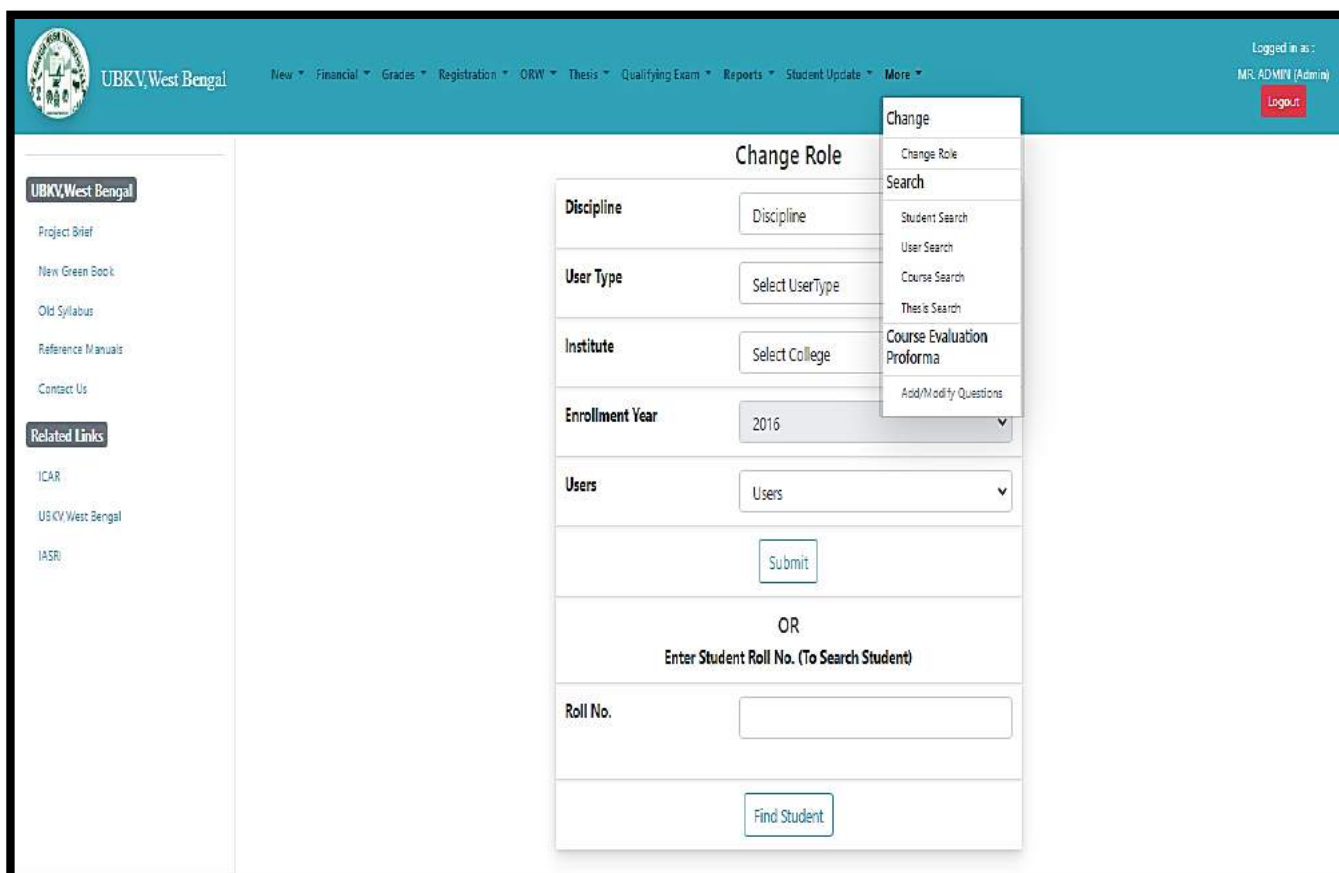 UBKV,West Bengal
New Financial Grades Registration ORW Thesis Qualifying Exam Reports Student Update More
Logged in as :
MR. ADMIN (Admin)
Logout
Change
Change Role
Search
Student Search
User Search
Course Search
Thesis Search
Course Evaluation
Proforma
Add/Modify Questions
UBKV,West Bengal
Project Brief
New Green Book
Old Syllabus
Reference Manuals
Contact Us
Related Links
ICAR
UBKV,West Bengal
IASRI
Change Role
Discipline Discipline
User Type Select UserType
Institute Select College
Enrollment Year 2016
Users Users
Submit
OR
Enter Student Roll No. (To Search Student)
Roll No.
Find Student